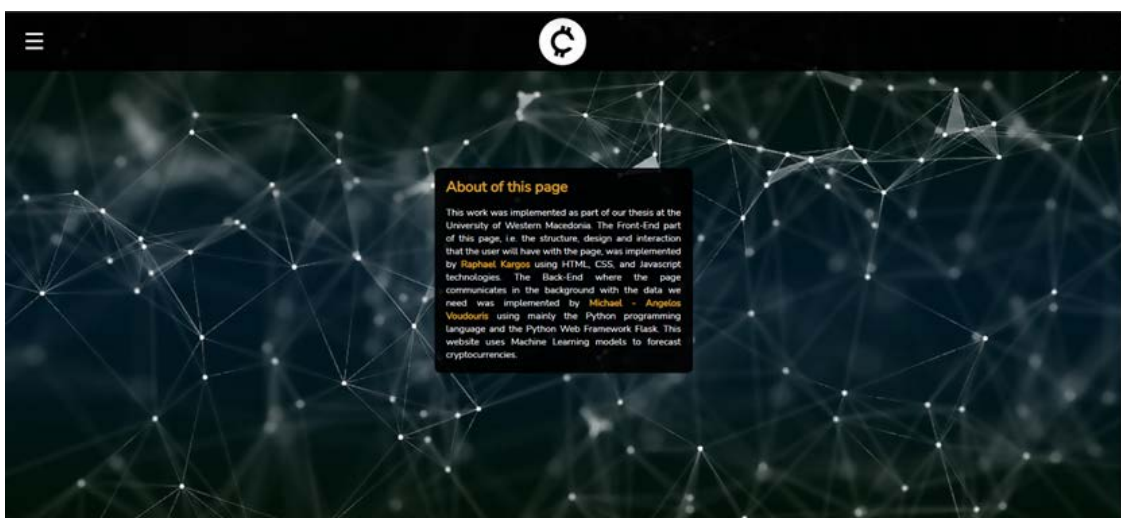 About of this page
This work was implemented as part of our thesis at the
University of Western Macedonia. The Front-End part
of this page, i.e. the structure, design and interaction
that the user will have with the page, was implemented
by Raphael Kargos using HTML, CSS, and Javascript
technologies. The Back-End where the page
communicates in the background with the data we
need was implemented by Michael - Angelos
Voudouris using mainly the Python programming
language and the Python Web Framework Flask. This
website uses Machine Learning models to forecast
cryptocurrencies.